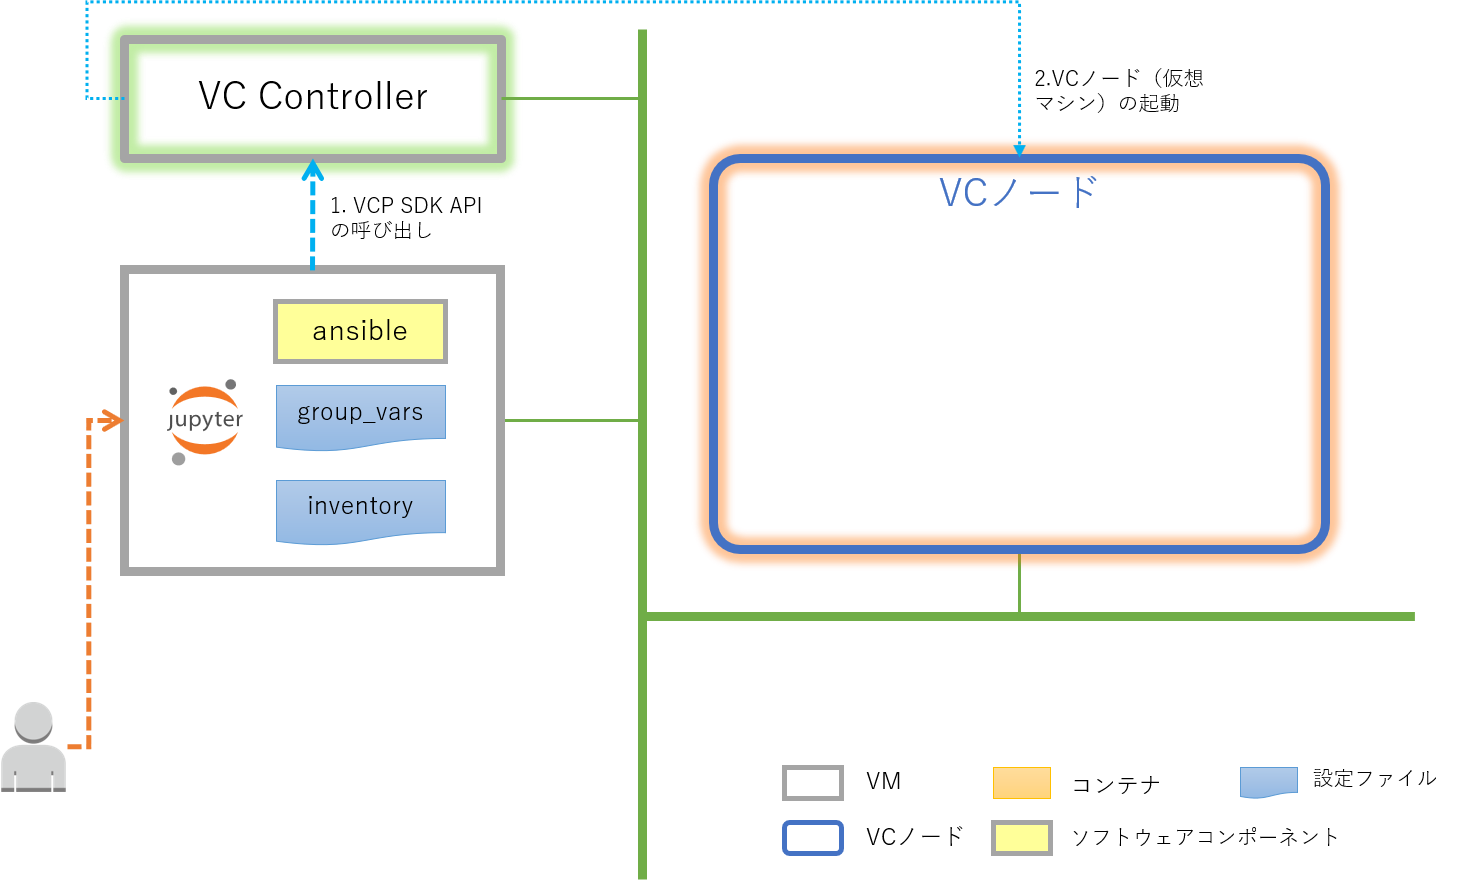 VC Controller
2.VCノード（仮想
マシン）の起動
VCノード
1. VCP SDK API
の呼び出し
ansible
jupyter
group_vars
inventory
VM
コンテナ
設定ファイル
VCノード
ソフトウェアコンポーネント